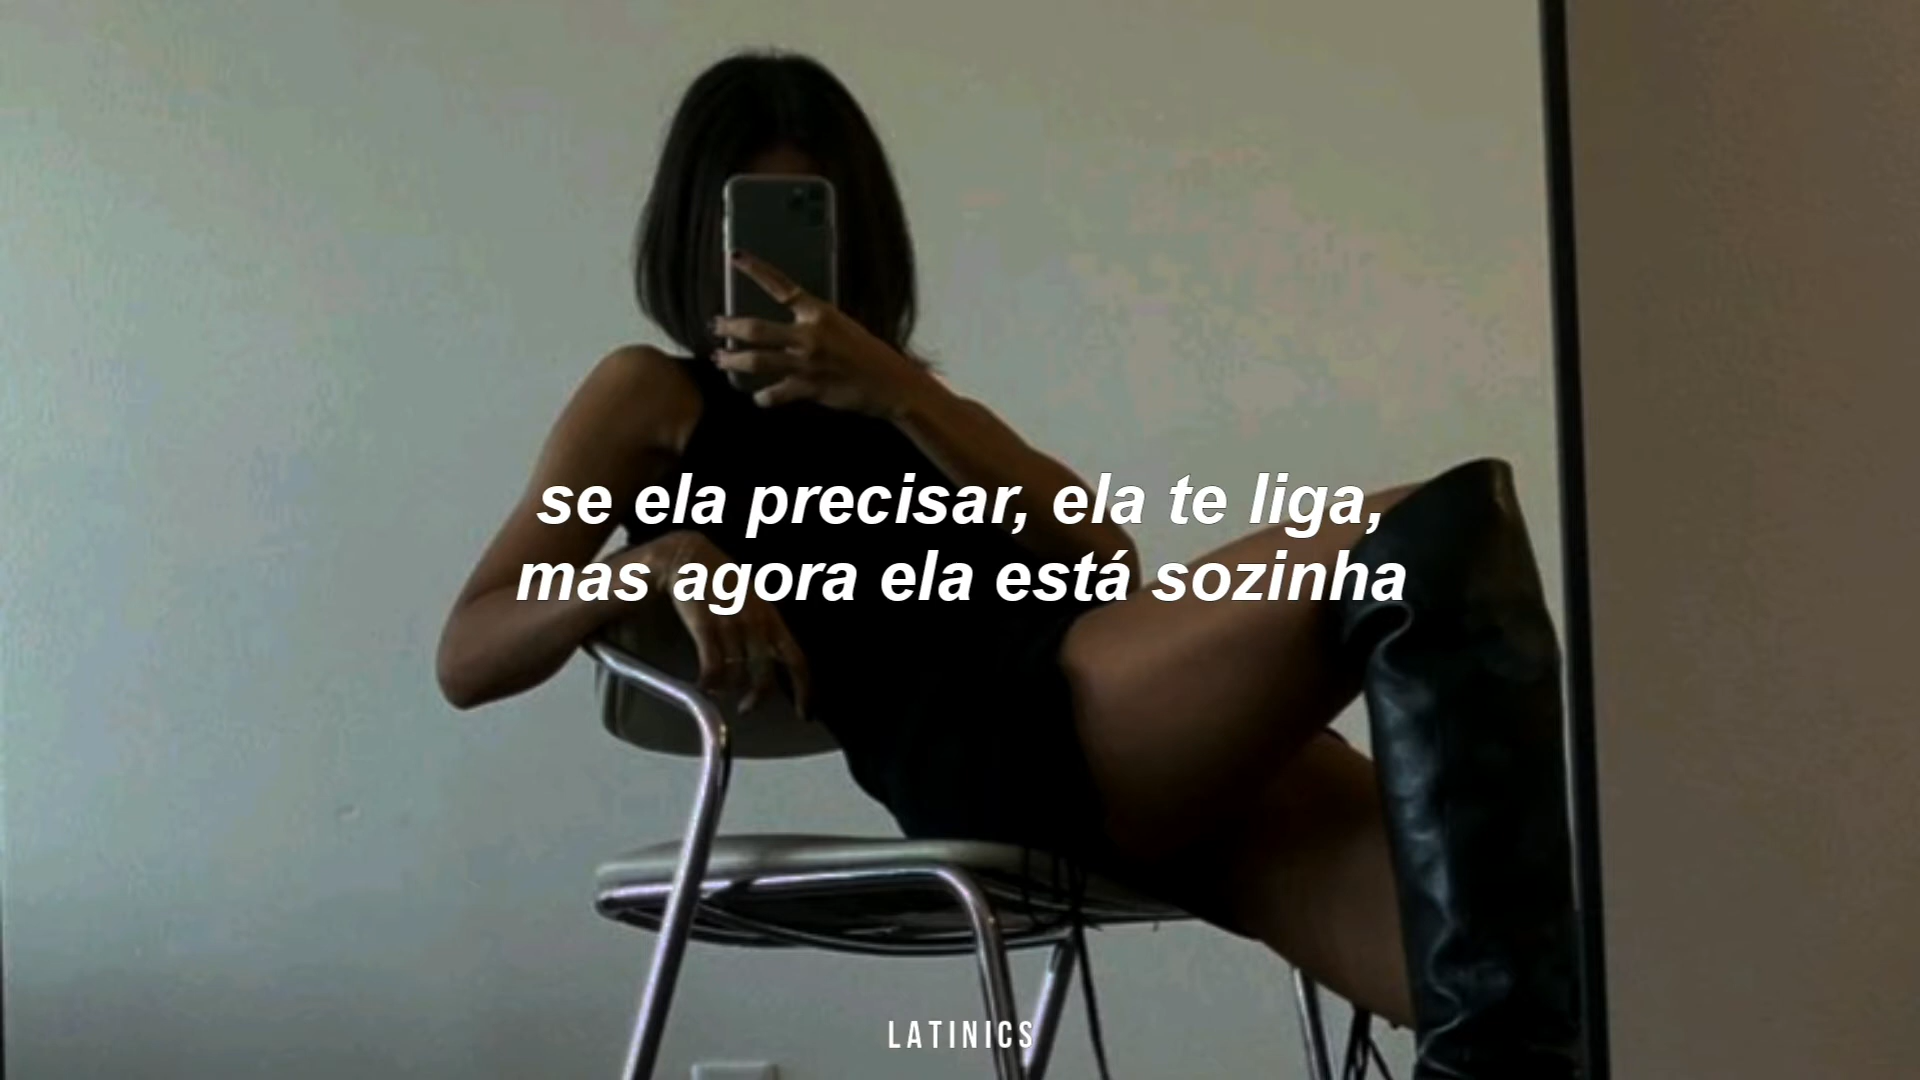 se ela precisar, ela te liga,
mas agora ela está sozinha
LATINICS